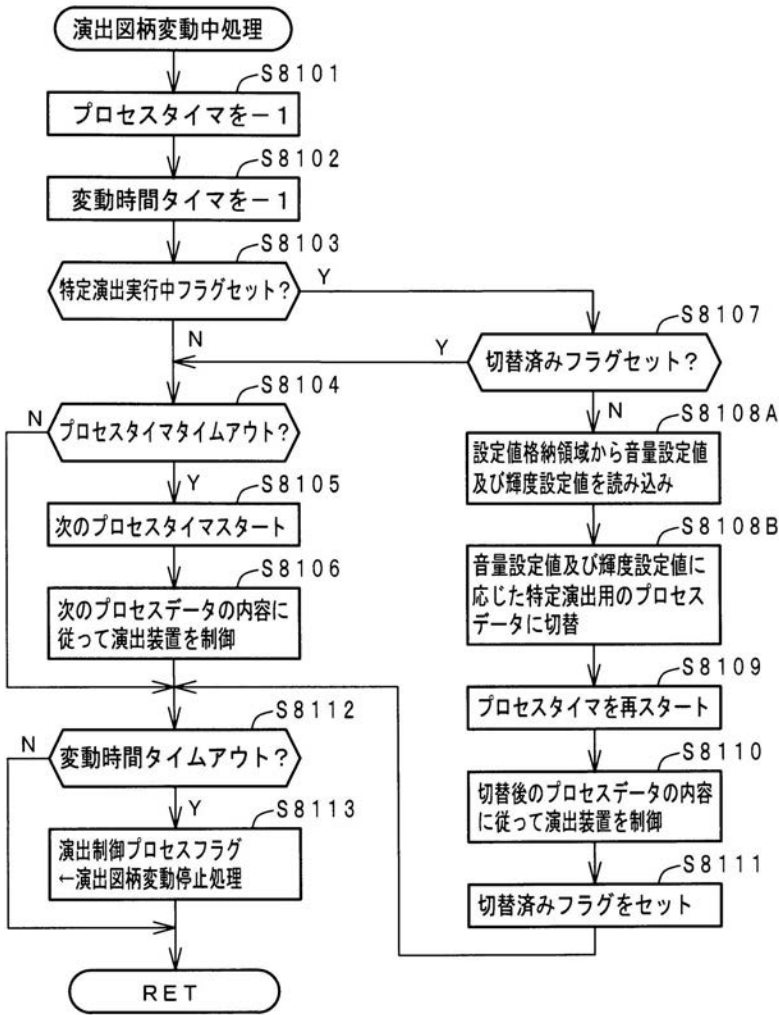 演出図柄変動中処理
S8101
プロセスタイマを－1
S8102
変動時間タイマを－1
S8103
特定演出実行中フラグセット？
Y
N
S8107
切替済みフラグセット？
Y
N
S8104
プロセスタイマタイムアウト？
N
Y
S8105
次のプロセスタイマスタート
S8106
次のプロセスデータの内容に
従って演出装置を制御
S8108A
設定値格納領域から音量設定値
及び輝度設定値を読み込み
S8108B
音量設定値及び輝度設定値に
応じた特定演出用のプロセス
データに切替
S8109
プロセスタイマを再スタート
S8110
切替後のプロセスデータの内容
に従って演出装置を制御
S8111
切替済みフラグをセット
S8112
変動時間タイムアウト？
N
Y
S8113
演出制御プロセスフラグ
←演出図柄変動停止処理
RET